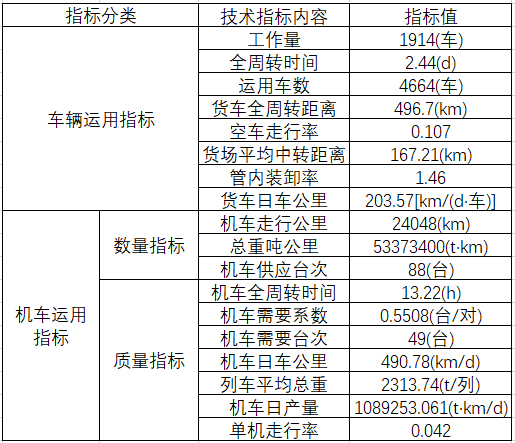 指标分类 技术指标内容 指标值
车辆运用指标
工作量 1914(车)
全周转时间 2.44(d)
运用车数 4664(车)
货车全周转距离 496.7(km)
空车走行率 0.107
货场平均中转距离 167.21(km)
管内装卸率 1.46
货车日车公里 203.57[km/(d·车)]
机车运用指标
数量指标
机车走行公里 24048(km)
总重吨公里 53373400(t·km)
机车供应台次 88(台)
质量指标
机车全周转时间 13.22(h)
机车需要系数 0.5508(台/对)
机车需要台次 49(台)
机车日车公里 490.78(km/d)
列车平均总重 2313.74(t/列)
机车日产量 1089253.061(t·km/d)
单机走行率 0.042